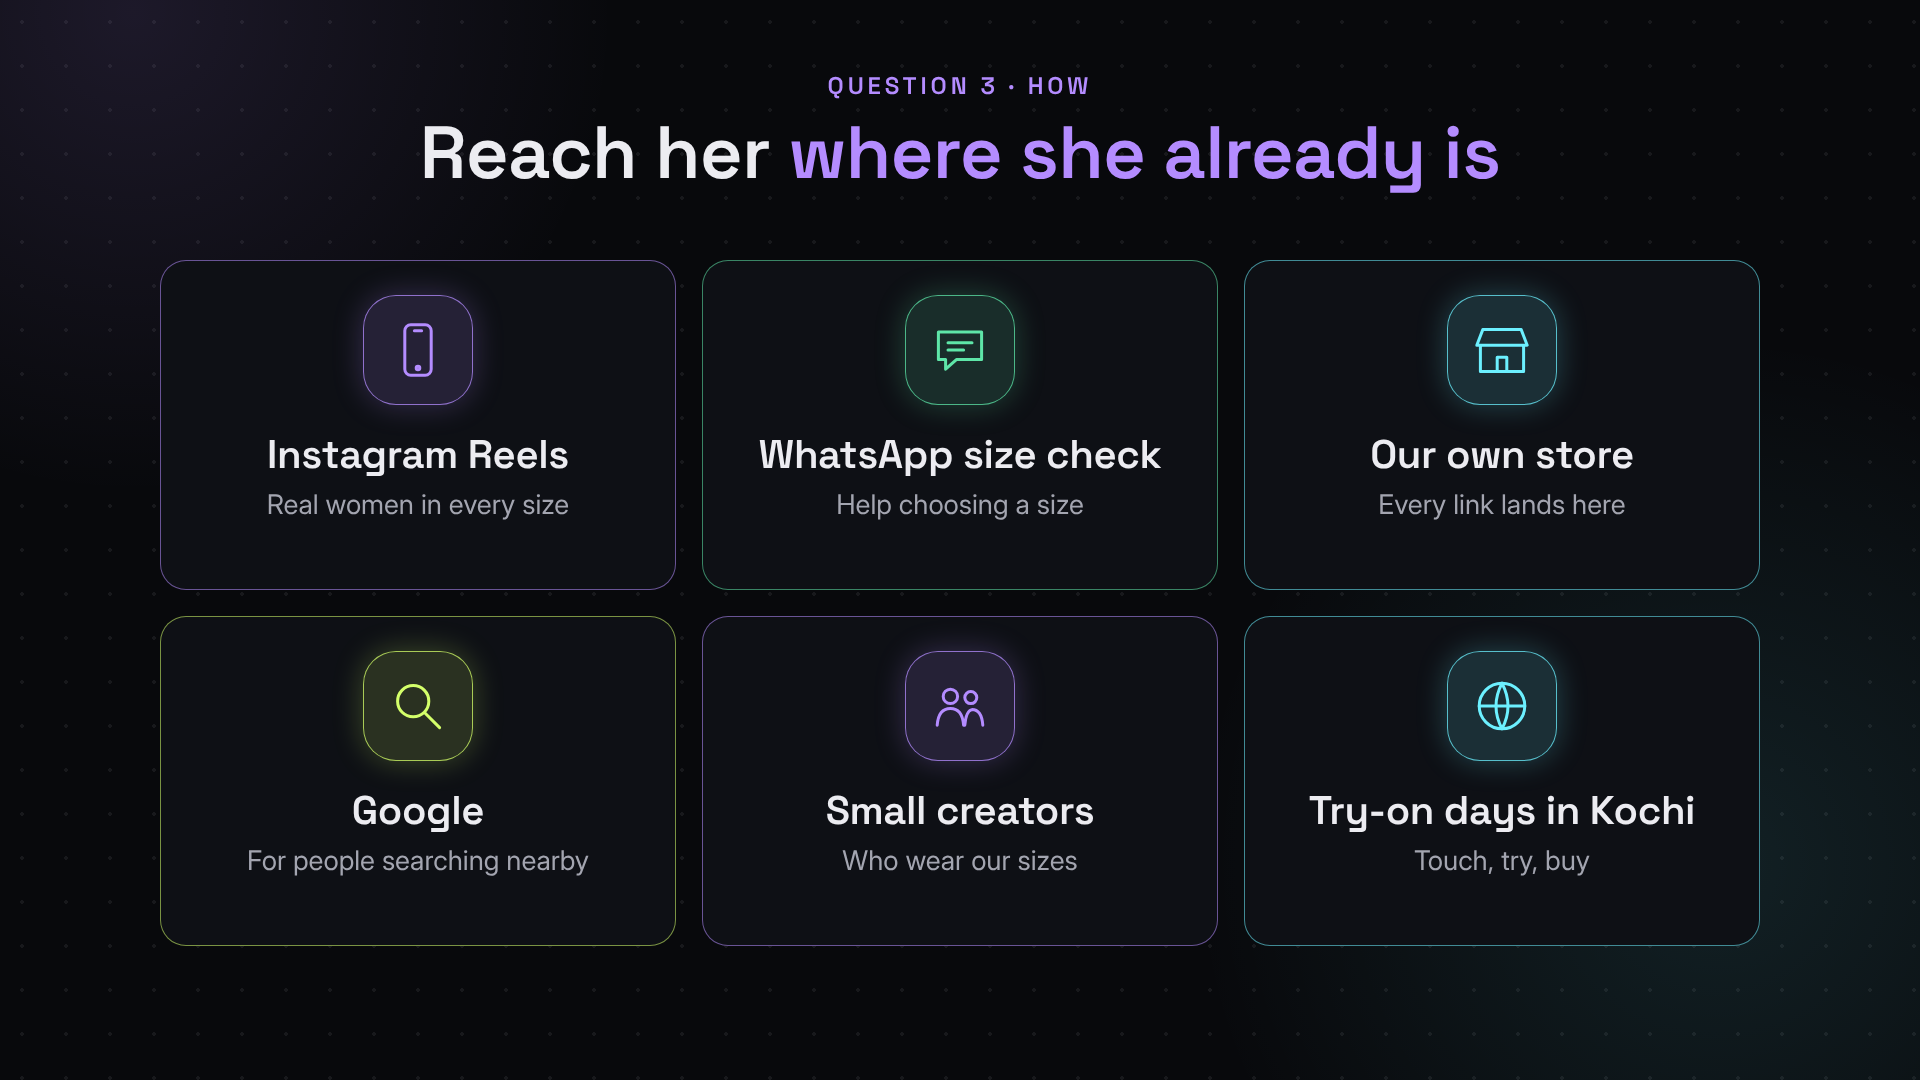 QUESTION 3 · HOW
Reach her where she already is
Instagram Reels
Real women in every size
WhatsApp size check
Help choosing a size
Our own store
Every link lands here
Google
For people searching nearby
Small creators
Who wear our sizes
Try-on days in Kochi
Touch, try, buy